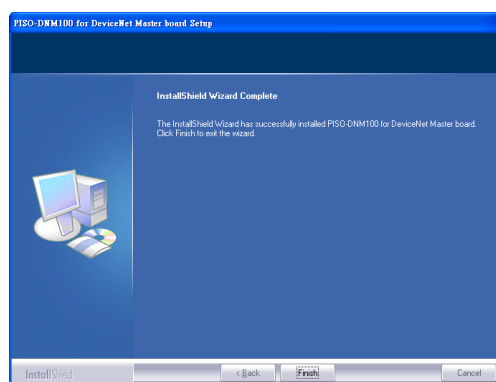 PISO-DNM100 for DeviceNet Master board Setup
InstallShield Wizard Complete
The InstallShield Wizard has successfully installed PISO-DNM100 for DeviceNet Master board.
Click Finish to exit the wizard.
InstallShield
< Back
Finish
Cancel